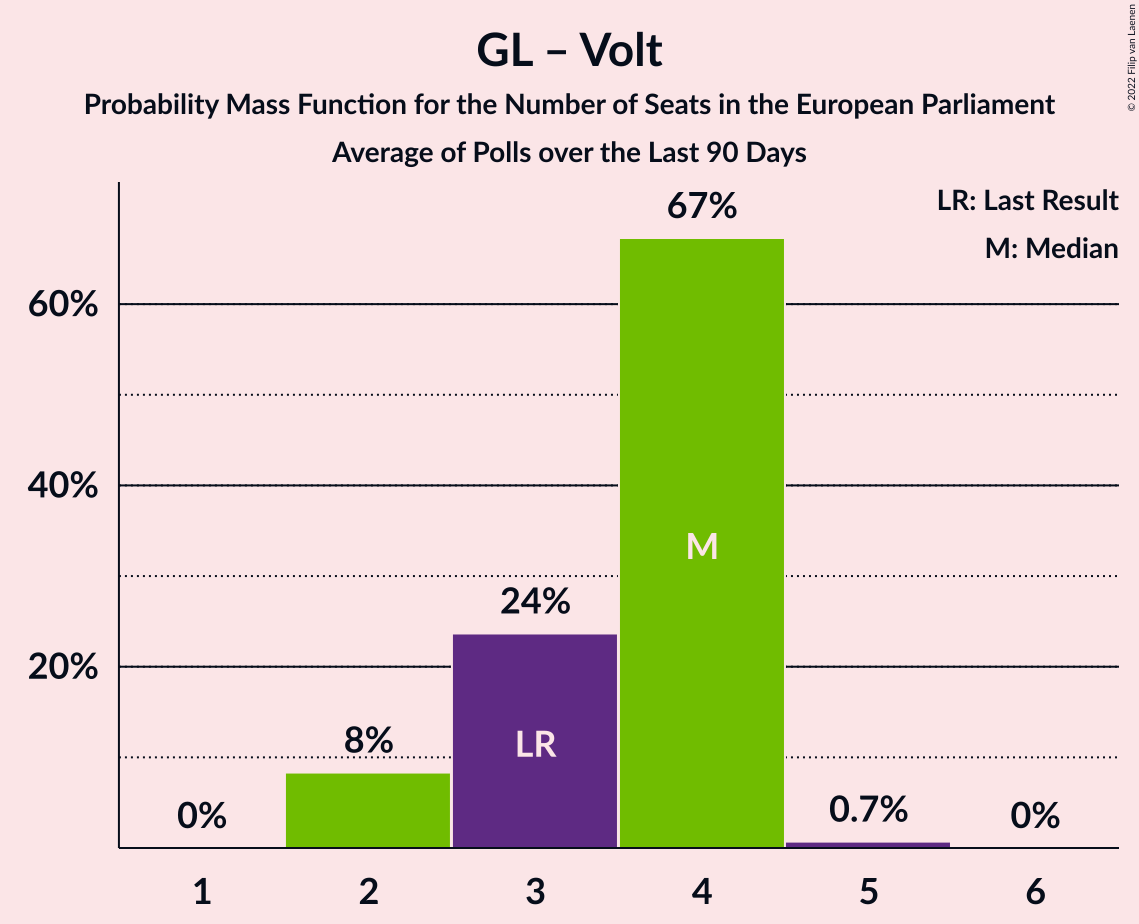 GL – Volt
Probability Mass Function for the Number of Seats in the European Parliament
Average of Polls over the Last 90 Days
© 2022 Filip van Laenen
LR: Last Result
M: Median
67%
60%
40%
M
24%
20%
LR
8%
0%
0.7%
0%
1 2 3 4 5 6